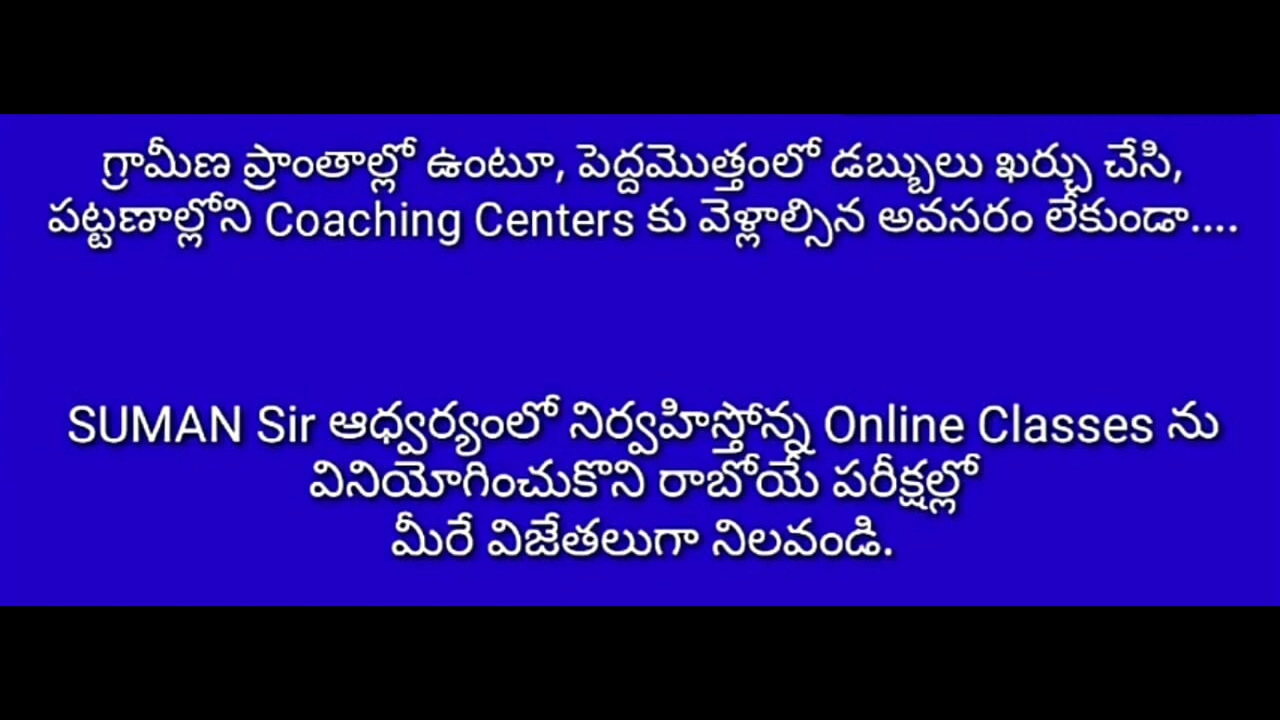 గ్రామీణ ప్రాంతాల్లో ఉంటూ, పెద్దమొత్తంలో డబ్బులు ఖర్చు చేసి,
పట్టణాల్లోని Coaching Centers కు వెళ్లాల్సిన అవసరం లేకుండా....
SUMAN Sir ఆధ్వర్యంలో నిర్వహిస్తోన్న Online Classes ను
వినియోగించుకొని రాబోయే పరీక్షల్లో
మీరే విజేతలుగా నిలవండి.